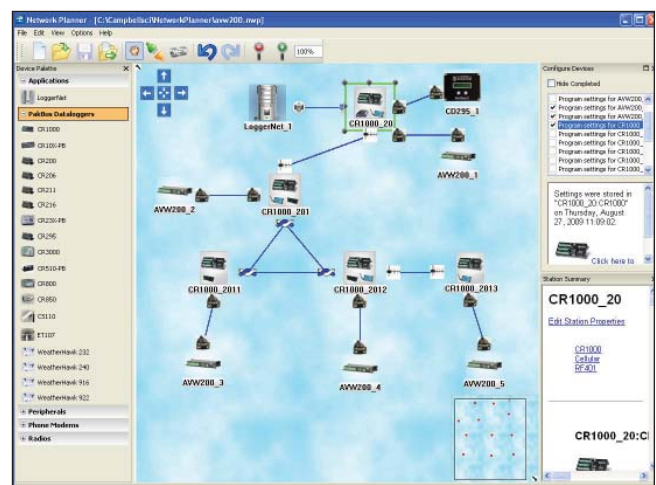 Network Planner - [C:\Campbellsci\NetworkPlanner\avw200.nwp]
File Edit View Options Help
100%
Device Palette
Applications
LoggerNet
PakBus Dataloggers
CR1000
CR10X-PB
CR200
CR206
CR211
CR216
CR23X-PB
CR295
CR3000
CR510-PB
CR800
CR850
CS110
ET107
WeatherHawk 232
WeatherHawk 240
WeatherHawk 916
WeatherHawk 922
Peripherals
Phone Modems
Radios
LoggerNet_1
CR1000_20
CD295_1
AVW200_1
AVW200_2
CR1000_201
CR1000_2011
CR1000_2012
CR1000_2013
AVW200_3
AVW200_4
AVW200_5
Configure Devices
Hide Completed
Program settings for AVW200_
Program settings for AVW200_
Program settings for AVW200_
Program settings for CR1000_
Program settings for CR1000_
Program settings for CR1000_
Program settings for CR1000_
Settings were stored in
"CR1000_20:CR1000"
on Thursday, August
27, 2009 11:09:02.
Click here to
Station Summary
CR1000_20
Edit Station Properties
CR1000
Cellular
RF401
CR1000_20:C